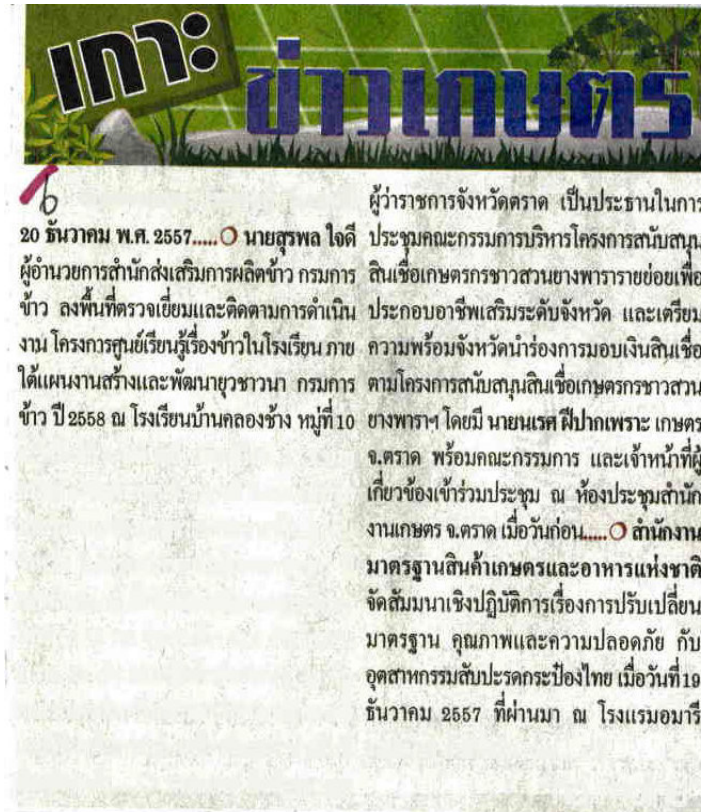 เกาะ
ข่าวเกษตร
6
20 ธันวาคม พ.ศ. 2557.....O นายสุรพล ใจดี
ผู้อำนวยการสำนักส่งเสริมการผลิตข้าว กรมการ
ข้าว ลงพื้นที่ตรวจเยี่ยมและติดตามการดำเนิน
งาน โครงการศูนย์เรียนรู้เรื่องข้าวในโรงเรียน ภาย
ใต้แผนงานสร้างและพัฒนายุวชาวนา กรมการ
ข้าว ปี 2558 ณ โรงเรียนบ้านคลองช้าง หมู่ที่ 10
ผู้ว่าราชการจังหวัดตราด เป็นประธานในการ
ประชุมคณะกรรมการบริหารโครงการสนับสนุน
สินเชื่อเกษตรกรชาวสวนยางพารารายย่อยเพื่อ
ประกอบอาชีพเสริมระดับจังหวัด และเตรียม
ความพร้อมจังหวัดนำร่องการมอบเงินสินเชื่อ
ตามโครงการสนับสนุนสินเชื่อเกษตรกรชาวสวน
ยางพาราฯ โดยมี นายนเรศ ฝีปากเพราะ เกษตร
จ.ตราด พร้อมคณะกรรมการ และเจ้าหน้าที่ผู้
เกี่ยวข้องเข้าร่วมประชุม ณ ห้องประชุมสำนัก
งานเกษตร จ.ตราด เมื่อวันก่อน.....O สำนักงาน
มาตรฐานสินค้าเกษตรและอาหารแห่งชาติ
จัดสัมมนาเชิงปฏิบัติการเรื่องการปรับเปลี่ยน
มาตรฐาน คุณภาพและความปลอดภัย กับ
อุตสาหกรรมสับปะรดกระป๋องไทย เมื่อวันที่ 19
ธันวาคม 2557 ที่ผ่านมา ณ โรงแรมอมารี